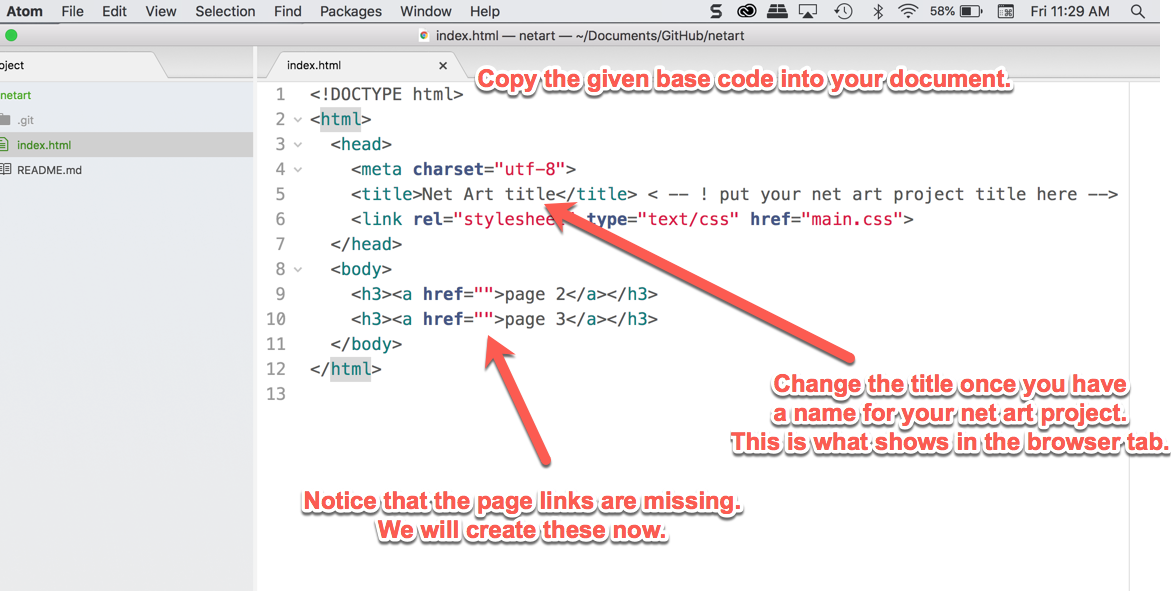 Atom File Edit View Selection Find Packages Window Help 58% Fri 11:29 AM
index.html — netart — ~/Documents/GitHub/netart
oject
index.html
netart
.git
index.html
README.md
Copy the given base code into your document.
1 <!DOCTYPE html>
2 <html>
3 <head>
4 <meta charset="utf-8">
5 <title>Net Art title</title> < -- ! put your net art project title here -->
6 <link rel="styleshee type="text/css" href="main.css">
7 </head>
8 <body>
9 <h3><a href="">page 2</a></h3>
10 <h3><a href="">page 3</a></h3>
11 </body>
12 </html>
13
Change the title once you have
a name for your net art project.
This is what shows in the browser tab.
Notice that the page links are missing.
We will create these now.